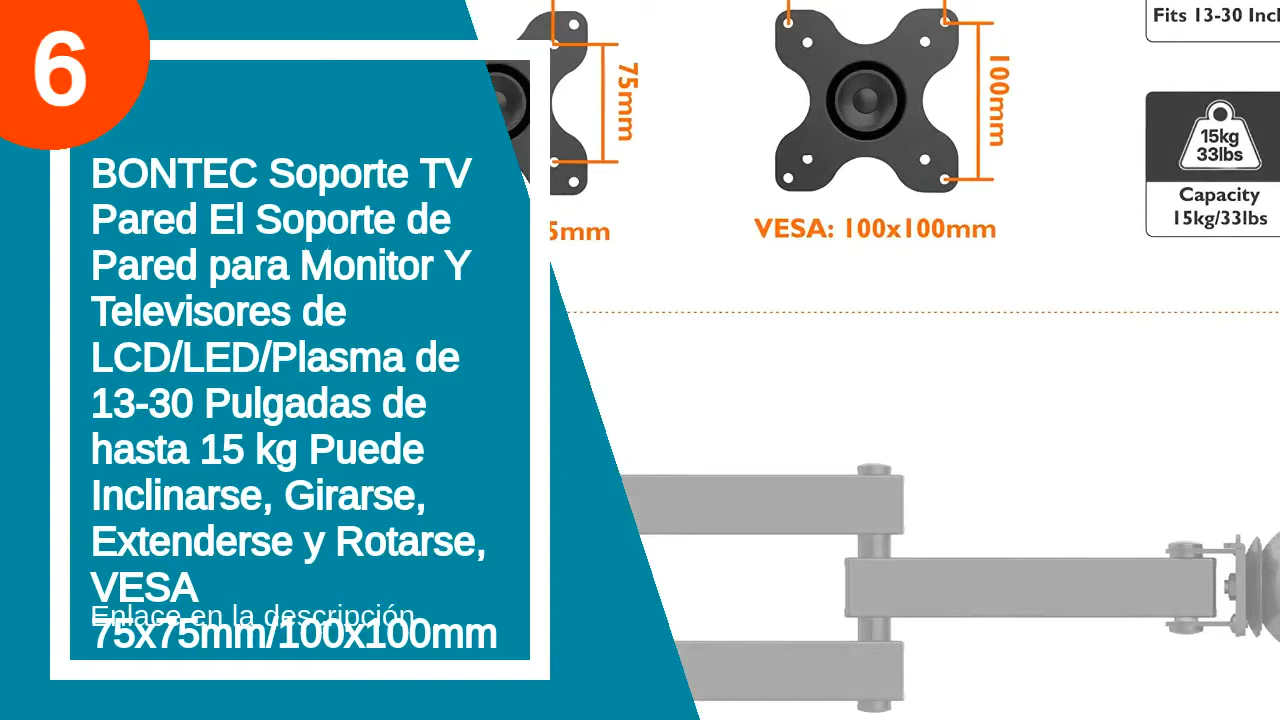 6
BONTEC Soporte TV
Pared El Soporte de
Pared para Monitor Y
Televisores de
LCD/LED/Plasma de
13-30 Pulgadas de
hasta 15 kg Puede
Inclinarse, Girarse,
Extenderse y Rotarse,
VESA
Enlace en la descripción
75x75mm/100x100mm
75mm
5mm
100mm
VESA: 100x100mm
Fits 13-30 Incl
15kg
33lbs
Capacity
15kg/33lbs